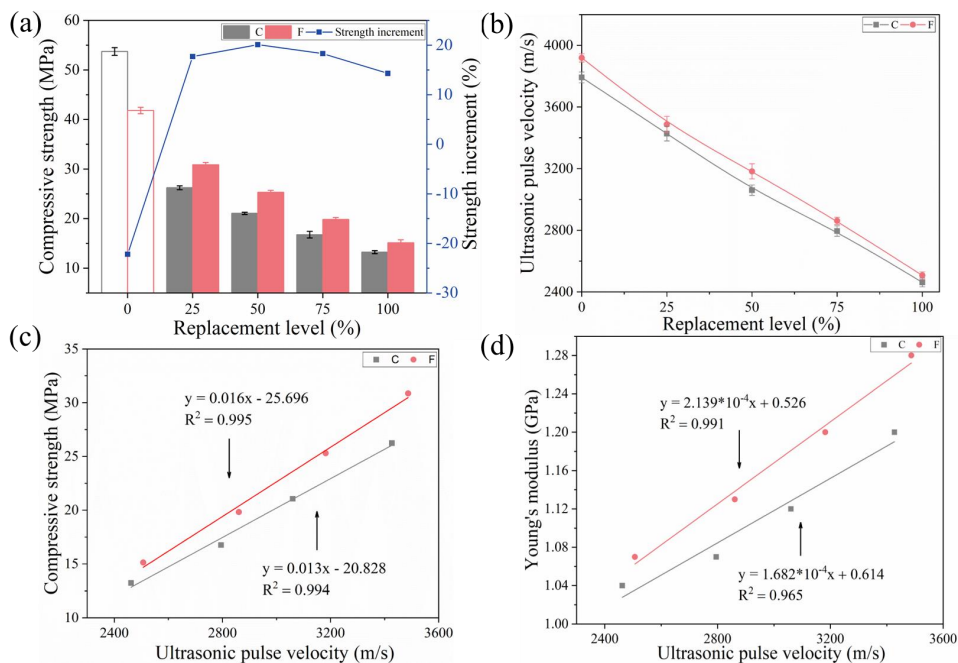 (a)
C F Strength increment
Compressive strength (MPa)
60
50
40
30
20
10
20
10
0
-10
-20
-30
Strength increment (%)
0 25 50 75 100
Replacement level (%)
(b)
C F
Ultrasonic pulse velocity (m/s)
4000
3600
3200
2800
2400
0 25 50 75 100
Replacement level (%)
(c)
C F
Compressive strength (MPa)
35
30
25
20
15
10
y = 0.016x - 25.696
R² = 0.995
y = 0.013x - 20.828
R² = 0.994
2400 2800 3200 3600
Ultrasonic pulse velocity (m/s)
(d)
C F
Young's modulus (GPa)
1.28
1.24
1.20
1.16
1.12
1.08
1.04
1.00
y = 2.139*10⁻⁴x + 0.526
R² = 0.991
y = 1.682*10⁻⁴x + 0.614
R² = 0.965
2400 2800 3200 3600
Ultrasonic pulse velocity (m/s)